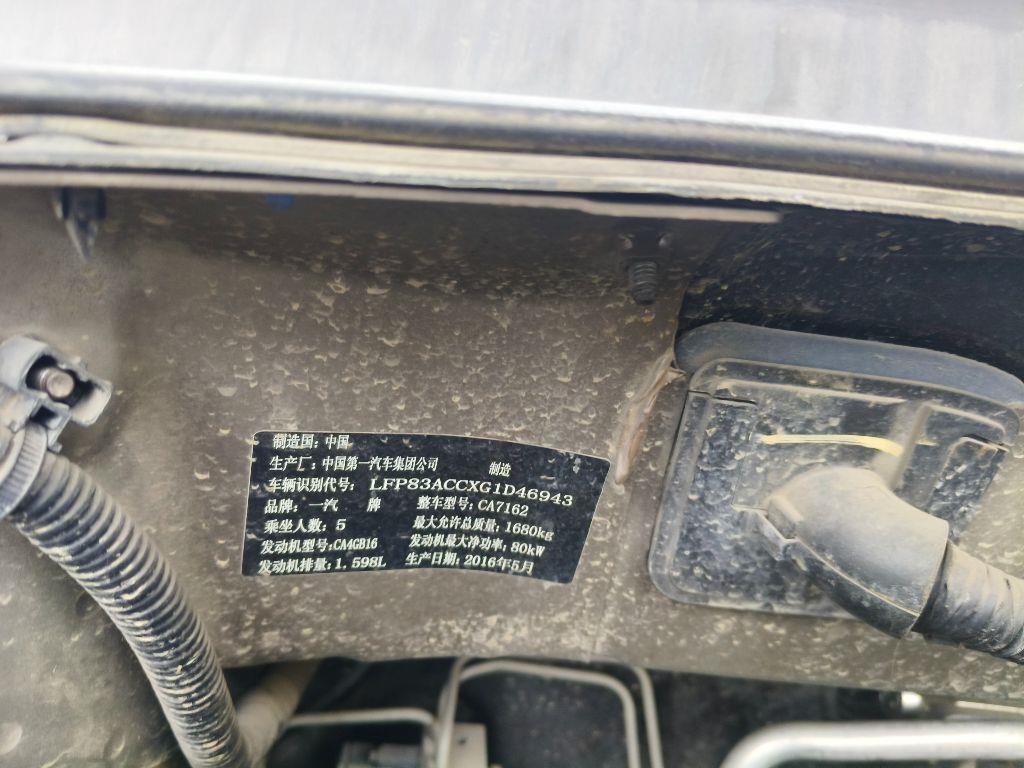 制造国：中国
生产厂：中国第一汽车集团公司 制造
车辆识别代号：LFP83ACCXG1D46943
品牌：一汽 牌 整车型号：CA7162
乘坐人数：5 最大允许总质量：1680kg
发动机型号：CA4GB16 发动机最大净功率：80kW
发动机排量：1.598L 生产日期：2016年5月